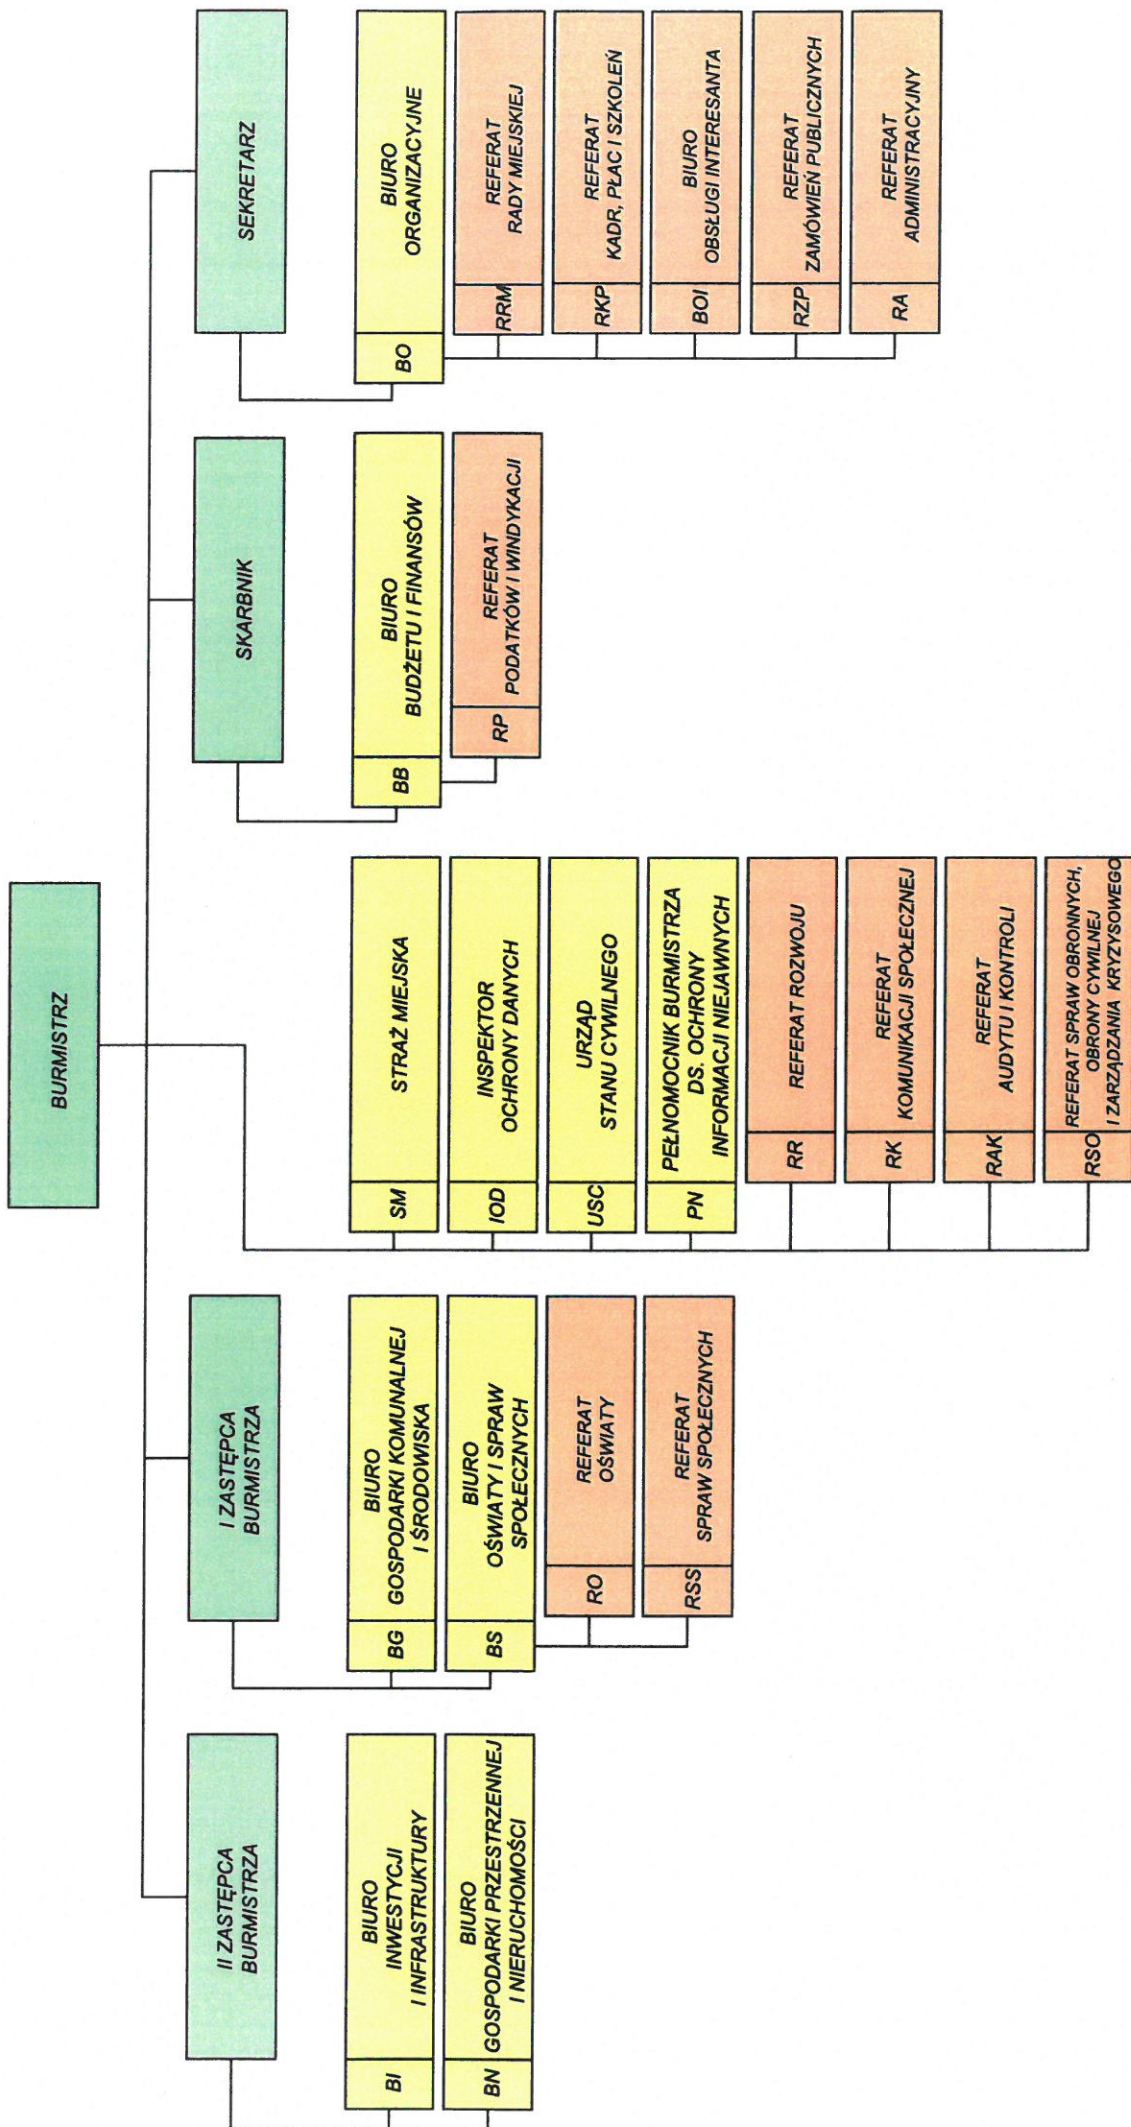 BURMISTRZ
II ZASTĘPCA
BURMISTRZA
BI
BIURO
INWESTYCJI
I INFRASTRUKTURY
BN
BIURO
GOSPODARKI PRZESTRZENNEJ
I NIERUCHOMOŚCI
I ZASTĘPCA
BURMISTRZA
BG
BIURO
GOSPODARKI KOMUNALNEJ
I ŚRODOWISKA
BS
BIURO
OŚWIATY I SPRAW
SPOŁECZNYCH
RO
REFERAT
OŚWIATY
RSS
REFERAT
SPRAW SPOŁECZNYCH
SM
STRAŻ MIEJSKA
IOD
INSPEKTOR
OCHRONY DANYCH
USC
URZĄD
STANU CYWILNEGO
PN
PEŁNOMOCNIK BURMISTRZA
DS. OCHRONY
INFORMACJI NIEJAWNYCH
RR
REFERAT ROZWOJU
RK
REFERAT
KOMUNIKACJI SPOŁECZNEJ
RAK
REFERAT
AUDYTU I KONTROLI
RSO
REFERAT SPRAW OBRONNYCH,
OBRONY CYWILNEJ
I ZARZĄDZANIA KRYZYSOWEGO
SKARBNIK
BB
BIURO
BUDŻETU I FINANSÓW
RP
REFERAT
PODATKÓW I WINDYKACJI
SEKRETARZ
BO
BIURO
ORGANIZACYJNE
RRM
REFERAT
RADY MIEJSKIEJ
RKP
REFERAT
KADR, PŁAC I SZKOLEŃ
BOI
BIURO
OBSŁUGI INTERESANTA
RZP
REFERAT
ZAMÓWIEŃ PUBLICZNYCH
RA
REFERAT
ADMINISTRACYJNY